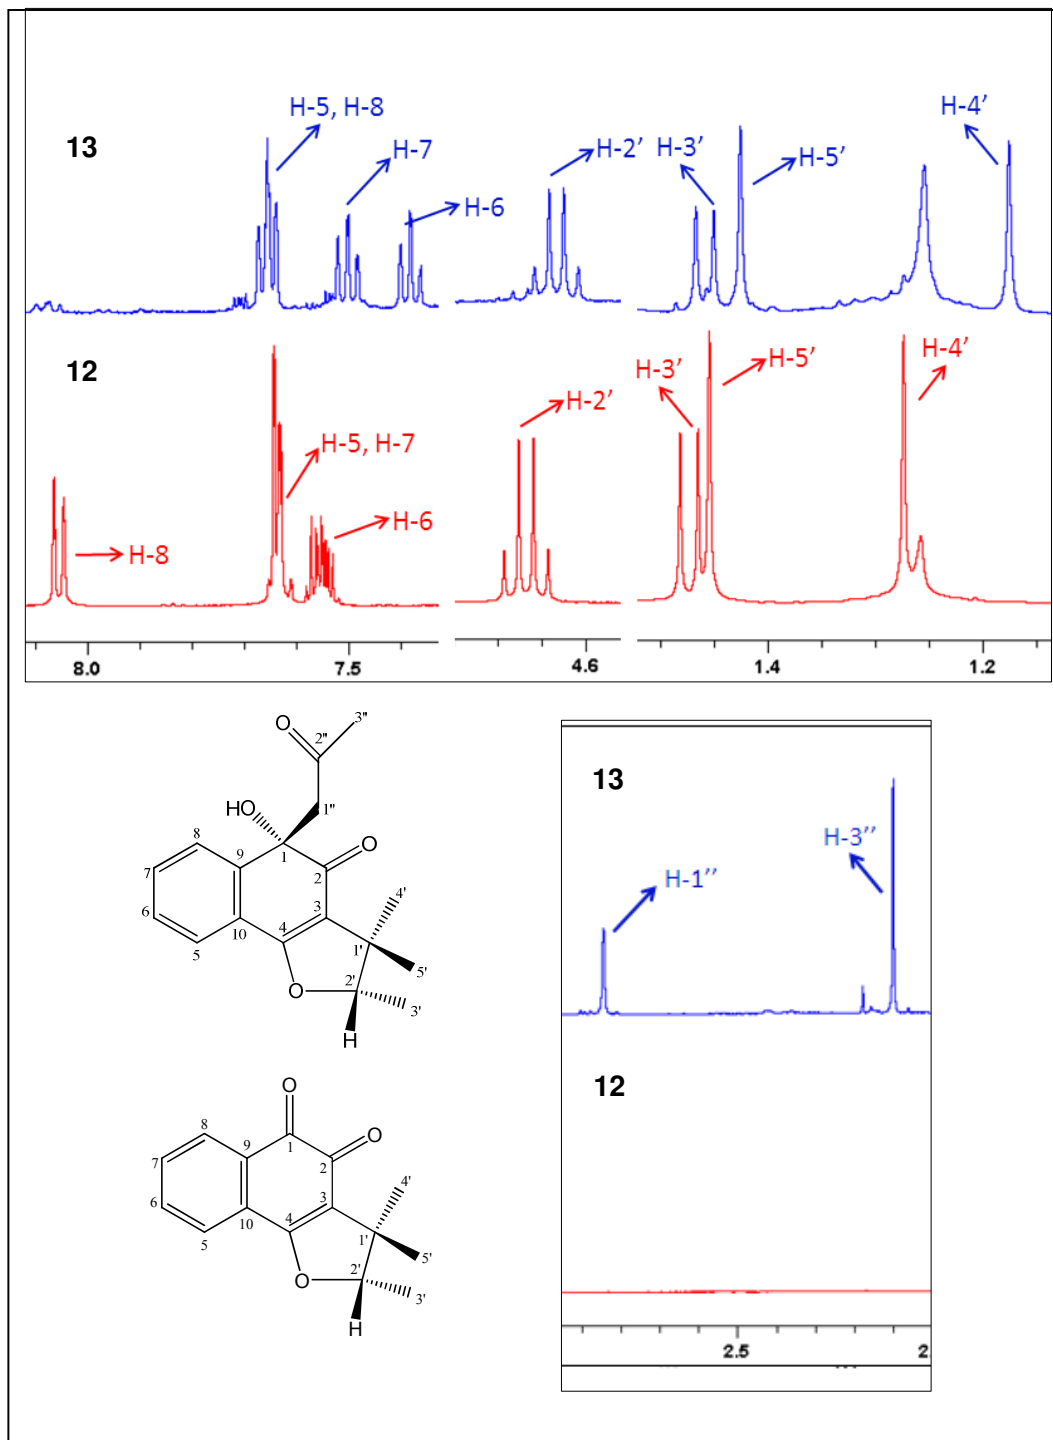 13
H-5, H-8
H-7
H-6
H-2’
H-3’
H-5’
H-4’
12
H-8
H-5, H-7
H-6
H-2’
H-3’
H-5’
H-4’
8.0 7.5 4.6 1.4 1.2
O 3"
2"
HO 1"
8 9 1 O
7 2
6 10 4 3 4'
5 1' 5'
O 2' 3'
H
O
8 9 1 O
7 2
6 10 4 3 4'
5 1' 5'
O 2' 3'
H
13
H-3’’
H-1’’
12
2.5